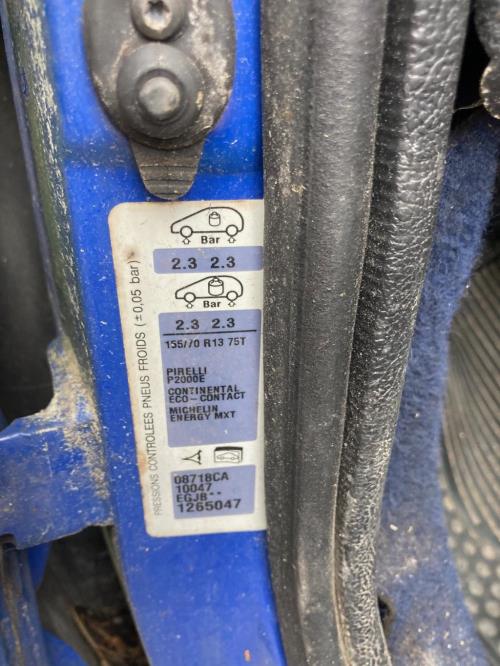 PRESSIONS CONTROLEES PNEUS FROIDS (±0,05 bar)
Bar
2.3 2.3
Bar
2.3 2.3
155/70 R13 75T
PIRELLI
P2000E
CONTINENTAL
ECO-CONTACT
MICHELIN
ENERGY MXT
08718CA
10047
EGJB**
1265047